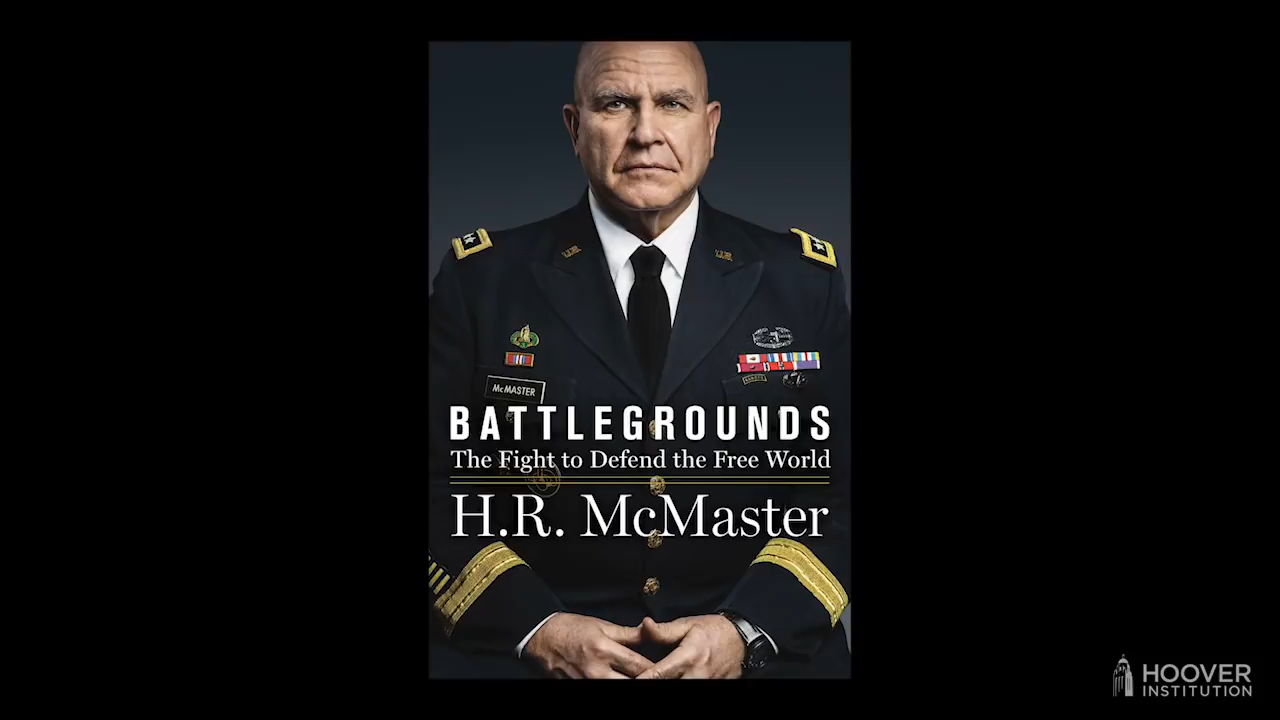 McMASTER
BATTLEGROUNDS
The Fight to Defend the Free World
H.R. McMaster
HOOVER
INSTITUTION